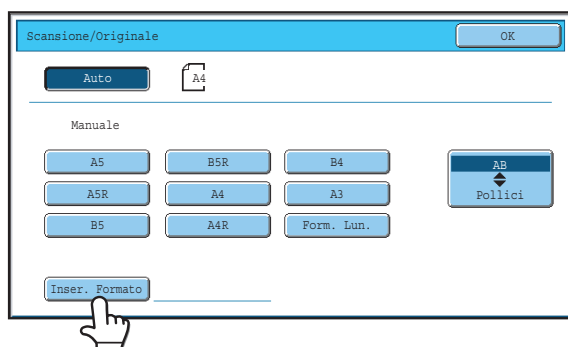 Scansione/Originale OK
Auto A4
Manuale
A5 B5R B4 AB
A5R A4 A3 Pollici
B5 A4R Form. Lun.
Inser. Formato